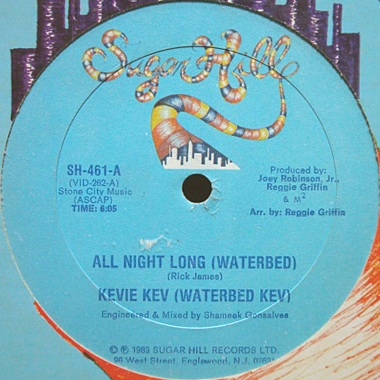 Sugar Hill
SH-461-A
(VID-262-A)
Stone City Music
(ASCAP)
TIME: 6:05
Produced by:
Joey Robinson, Jr.,
Reggie Griffin
& M²
Arr. by: Reggie Griffin
ALL NIGHT LONG (WATERBED)
(Rick James)
KEVIE KEV (WATERBED KEV)
Engineered & Mixed by Shameek Gonsalves
© ℗ 1983 SUGAR HILL RECORDS LTD.
96 West Street, Englewood, N.J. 07631